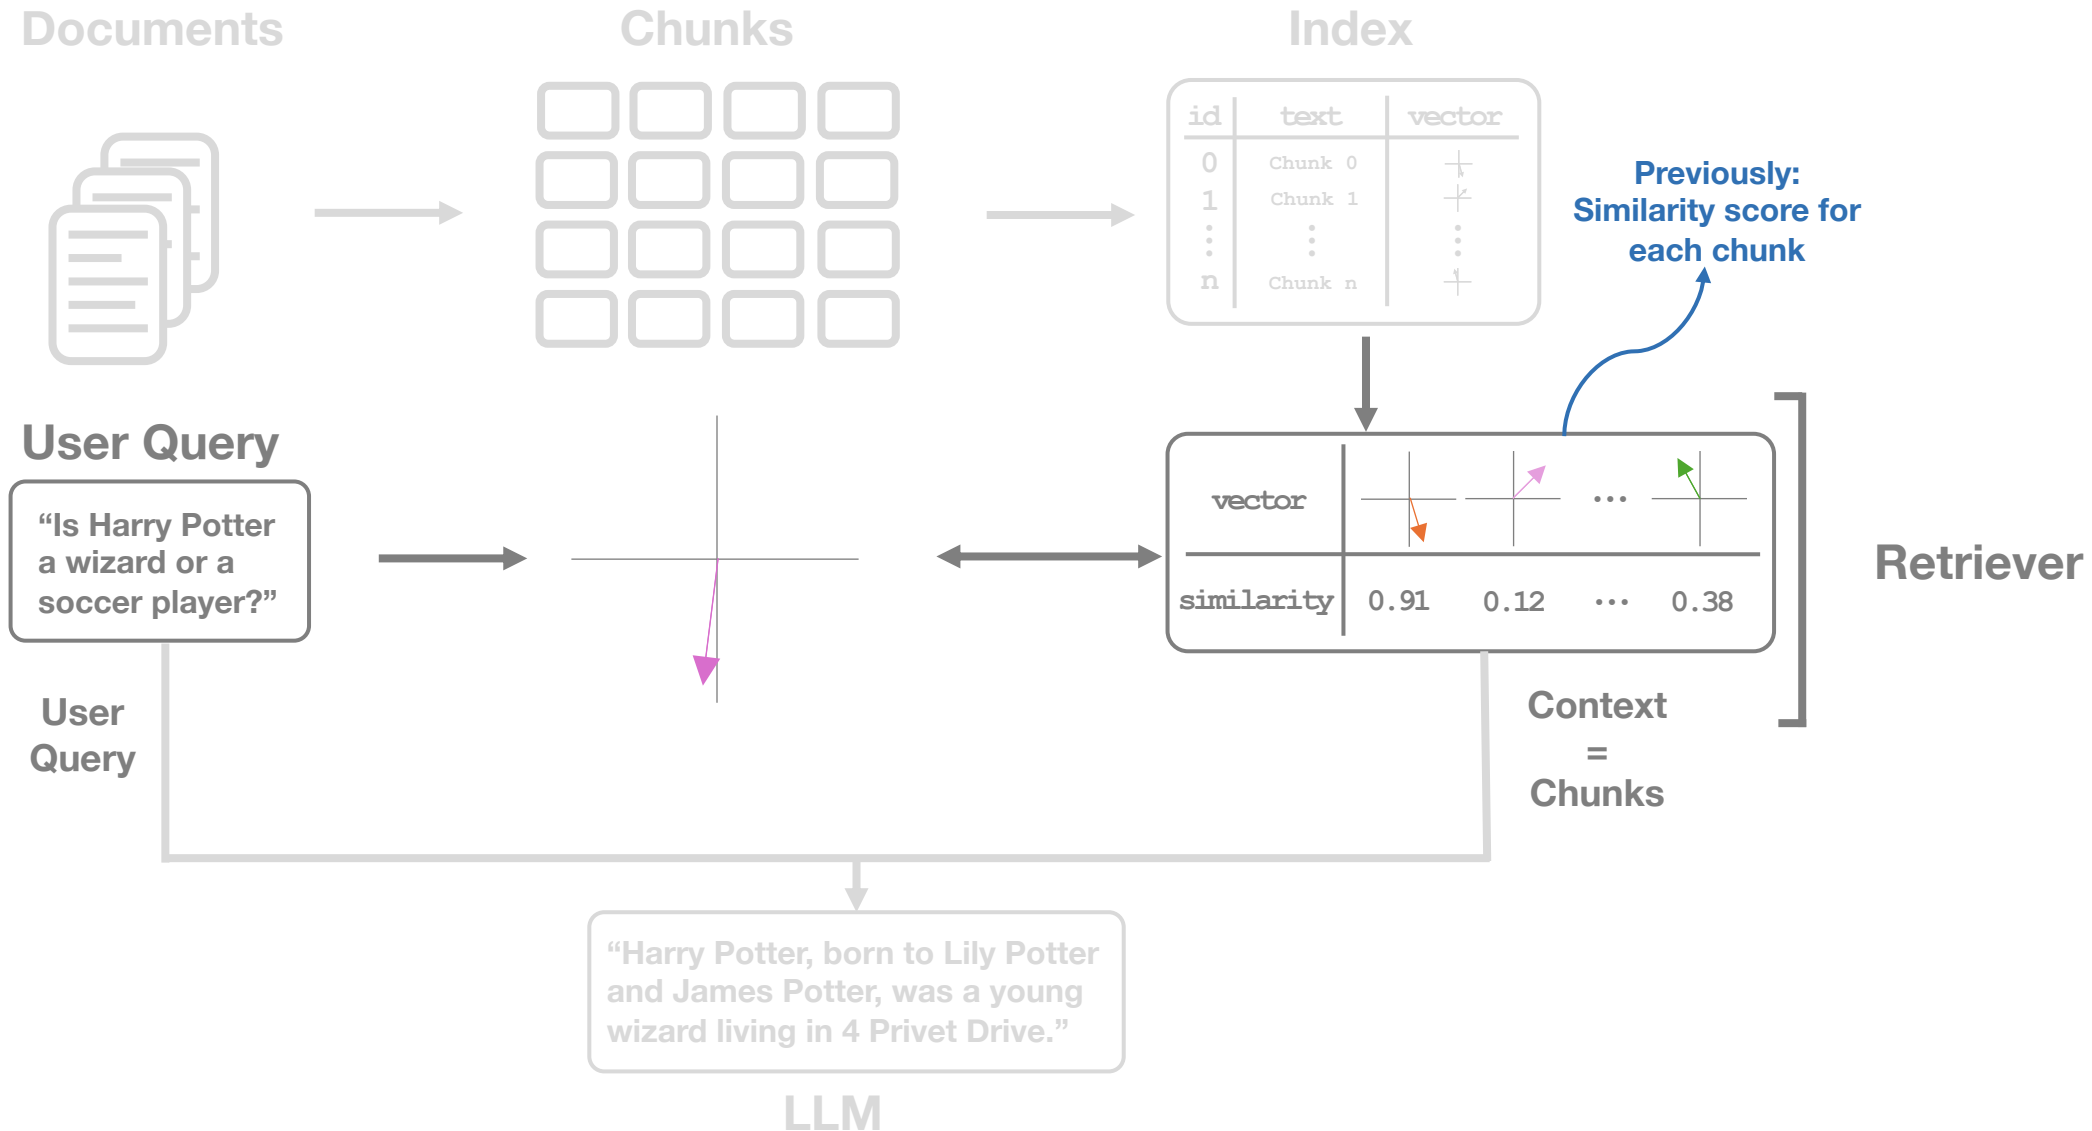 Documents
Chunks
Index
id text vector
0 Chunk 0
1 Chunk 1
n Chunk n
Previously:
Similarity score for
each chunk
User Query
“Is Harry Potter
a wizard or a
soccer player?”
vector
...
similarity 0.91 0.12 ... 0.38
Retriever
User
Query
Context
=
Chunks
“Harry Potter, born to Lily Potter
and James Potter, was a young
wizard living in 4 Privet Drive.”
LLM